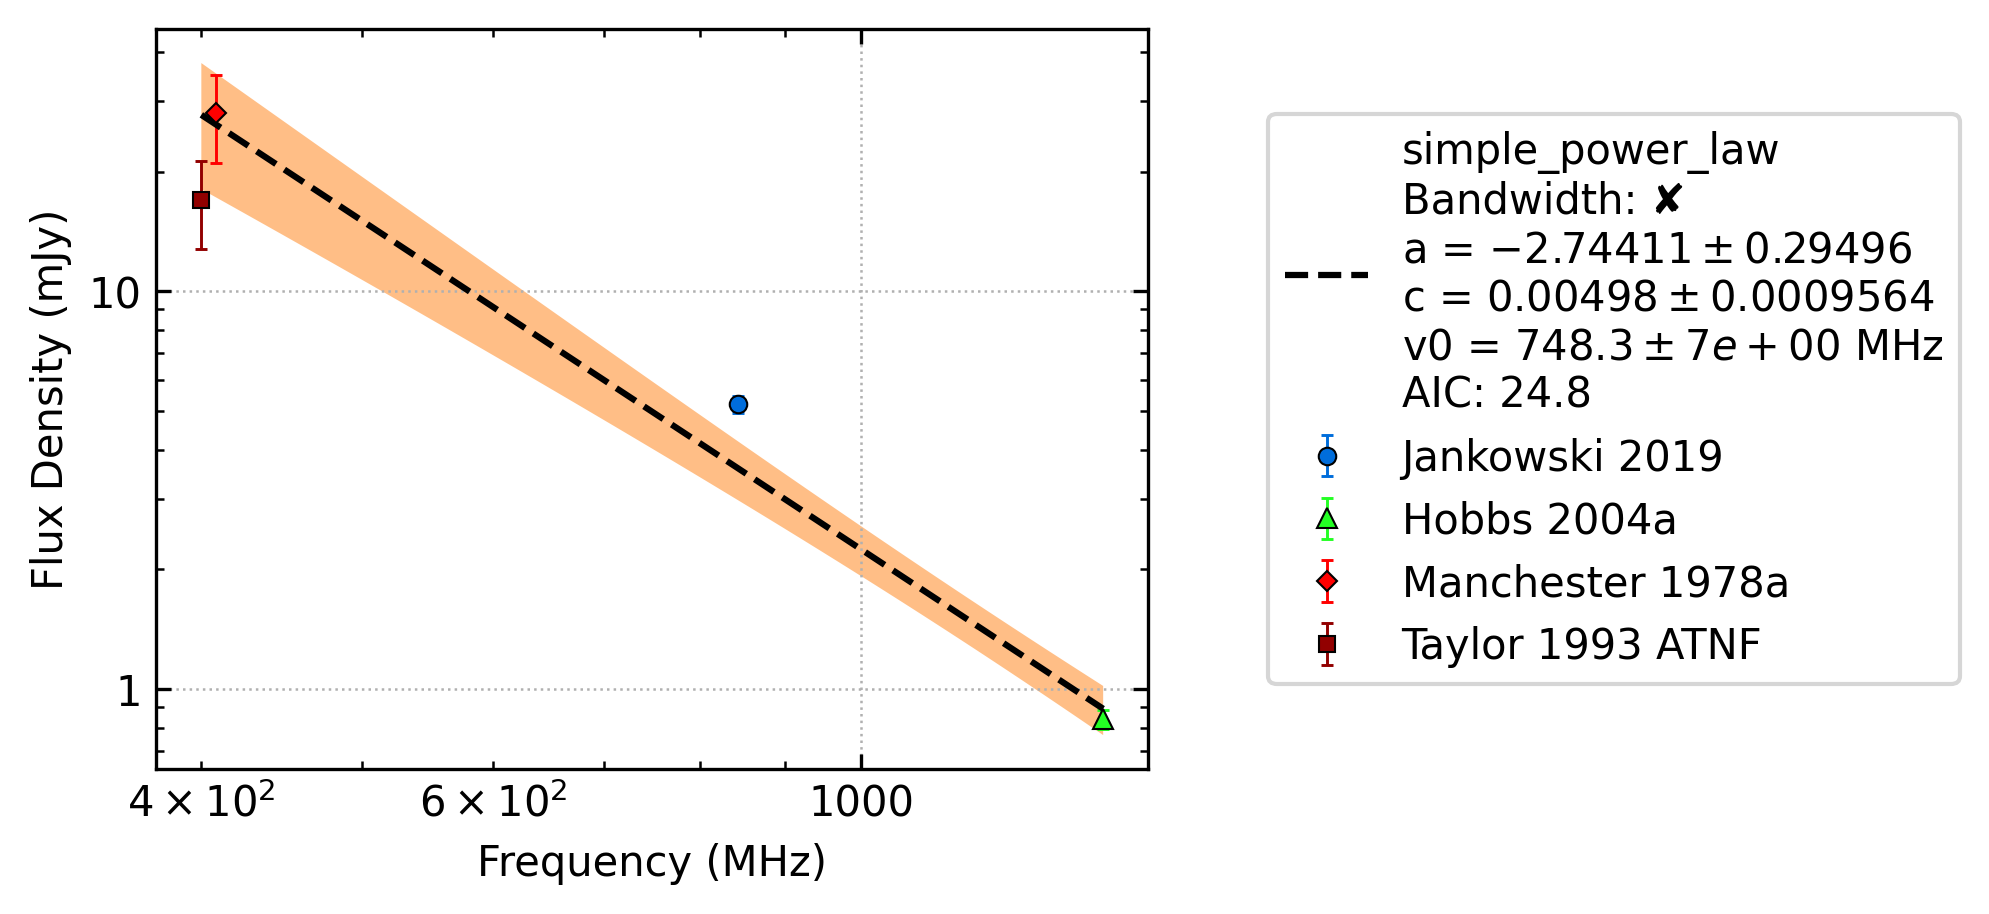 Flux Density (mJy)
10
1
4 × 10²
6 × 10²
1000
Frequency (MHz)
simple_power_law
Bandwidth: ✘
a = −2.74411 ± 0.29496
c = 0.00498 ± 0.0009564
v0 = 748.3 ± 7e + 00 MHz
AIC: 24.8
Jankowski 2019
Hobbs 2004a
Manchester 1978a
Taylor 1993 ATNF